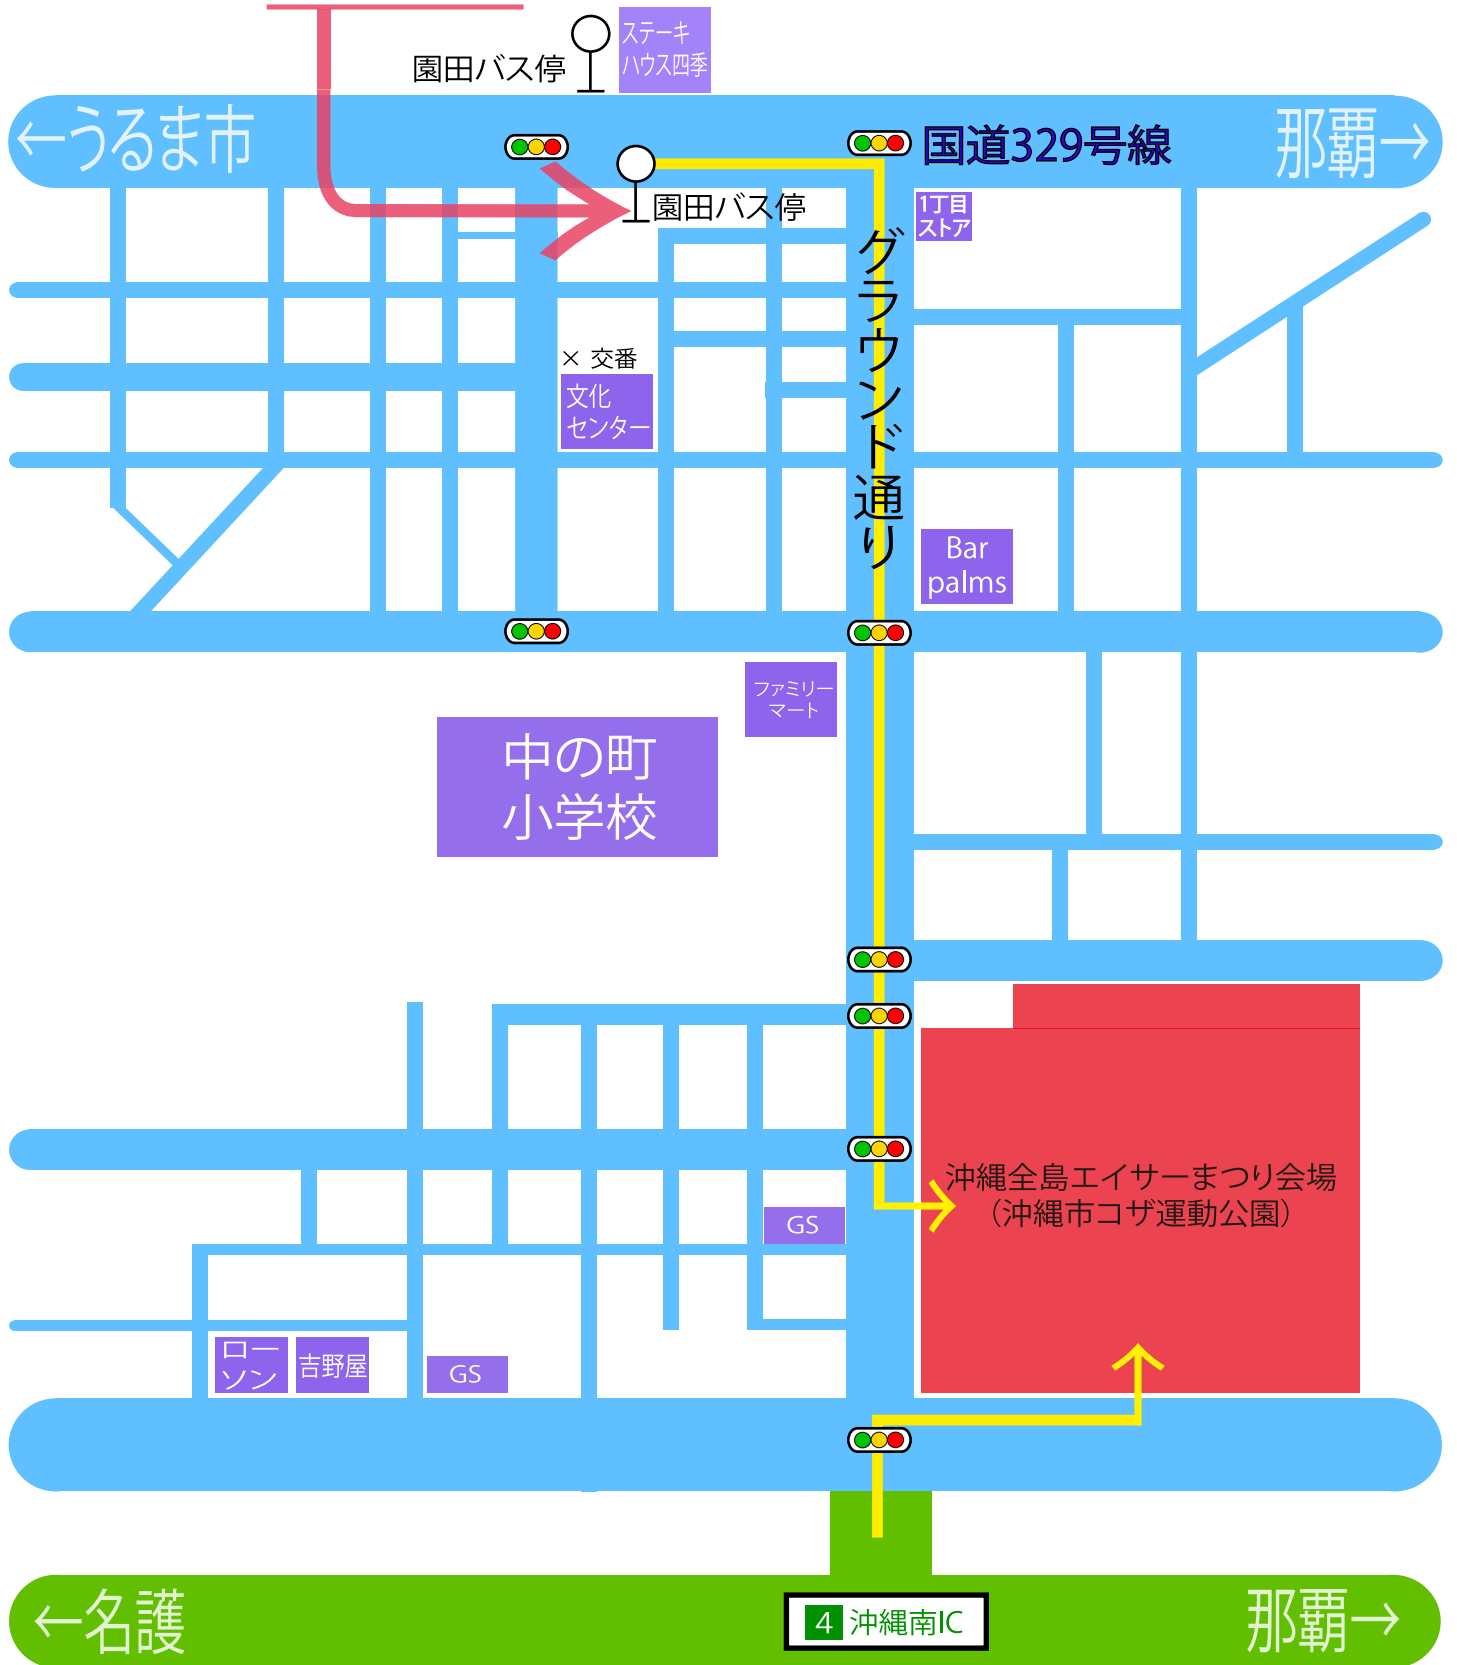 園田バス停
ステーキ
ハウス四季
←うるま市
国道329号線
那覇→
園田バス停
1丁目
ストア
グラウンド通り
× 交番
文化
センター
Bar
palms
ファミリー
マート
中の町
小学校
沖縄全島エイサーまつり会場
（沖縄市コザ運動公園）
GS
ロー
ソン
吉野屋
GS
←名護
4 沖縄南IC
那覇→